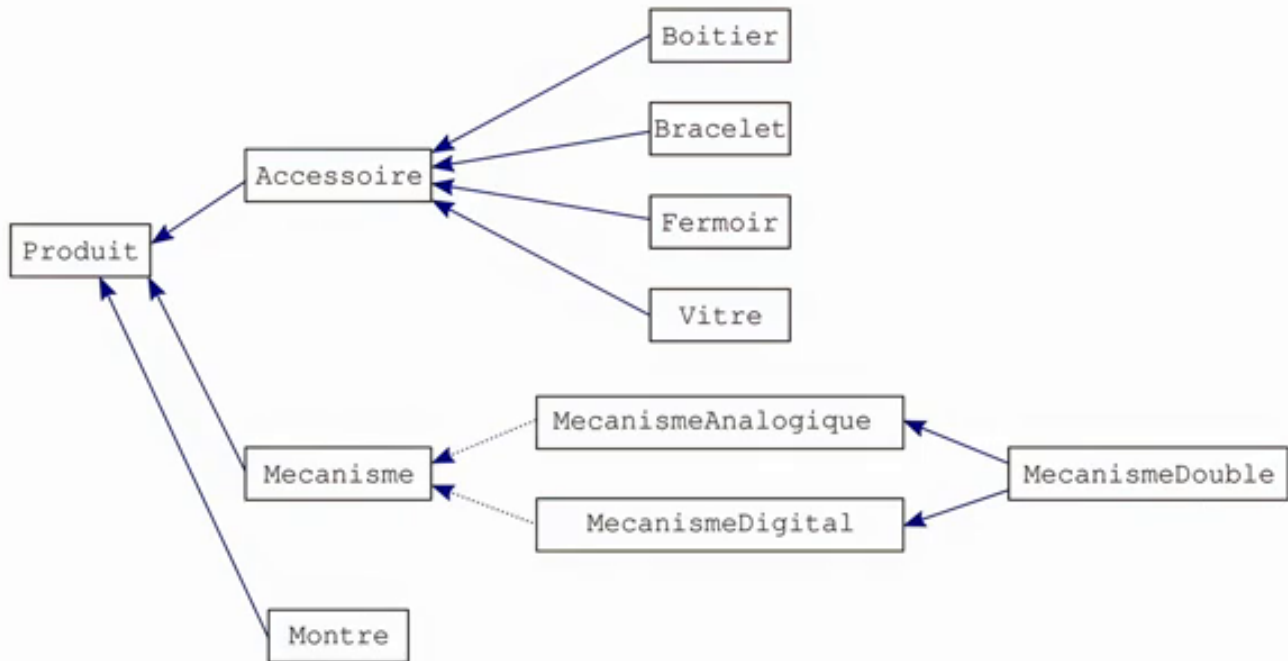 Boitier
Bracelet
Accessoire
Fermoir
Produit
Vitre
MecanismeAnalogique
Mecanisme
MecanismeDouble
MecanismeDigital
Montre